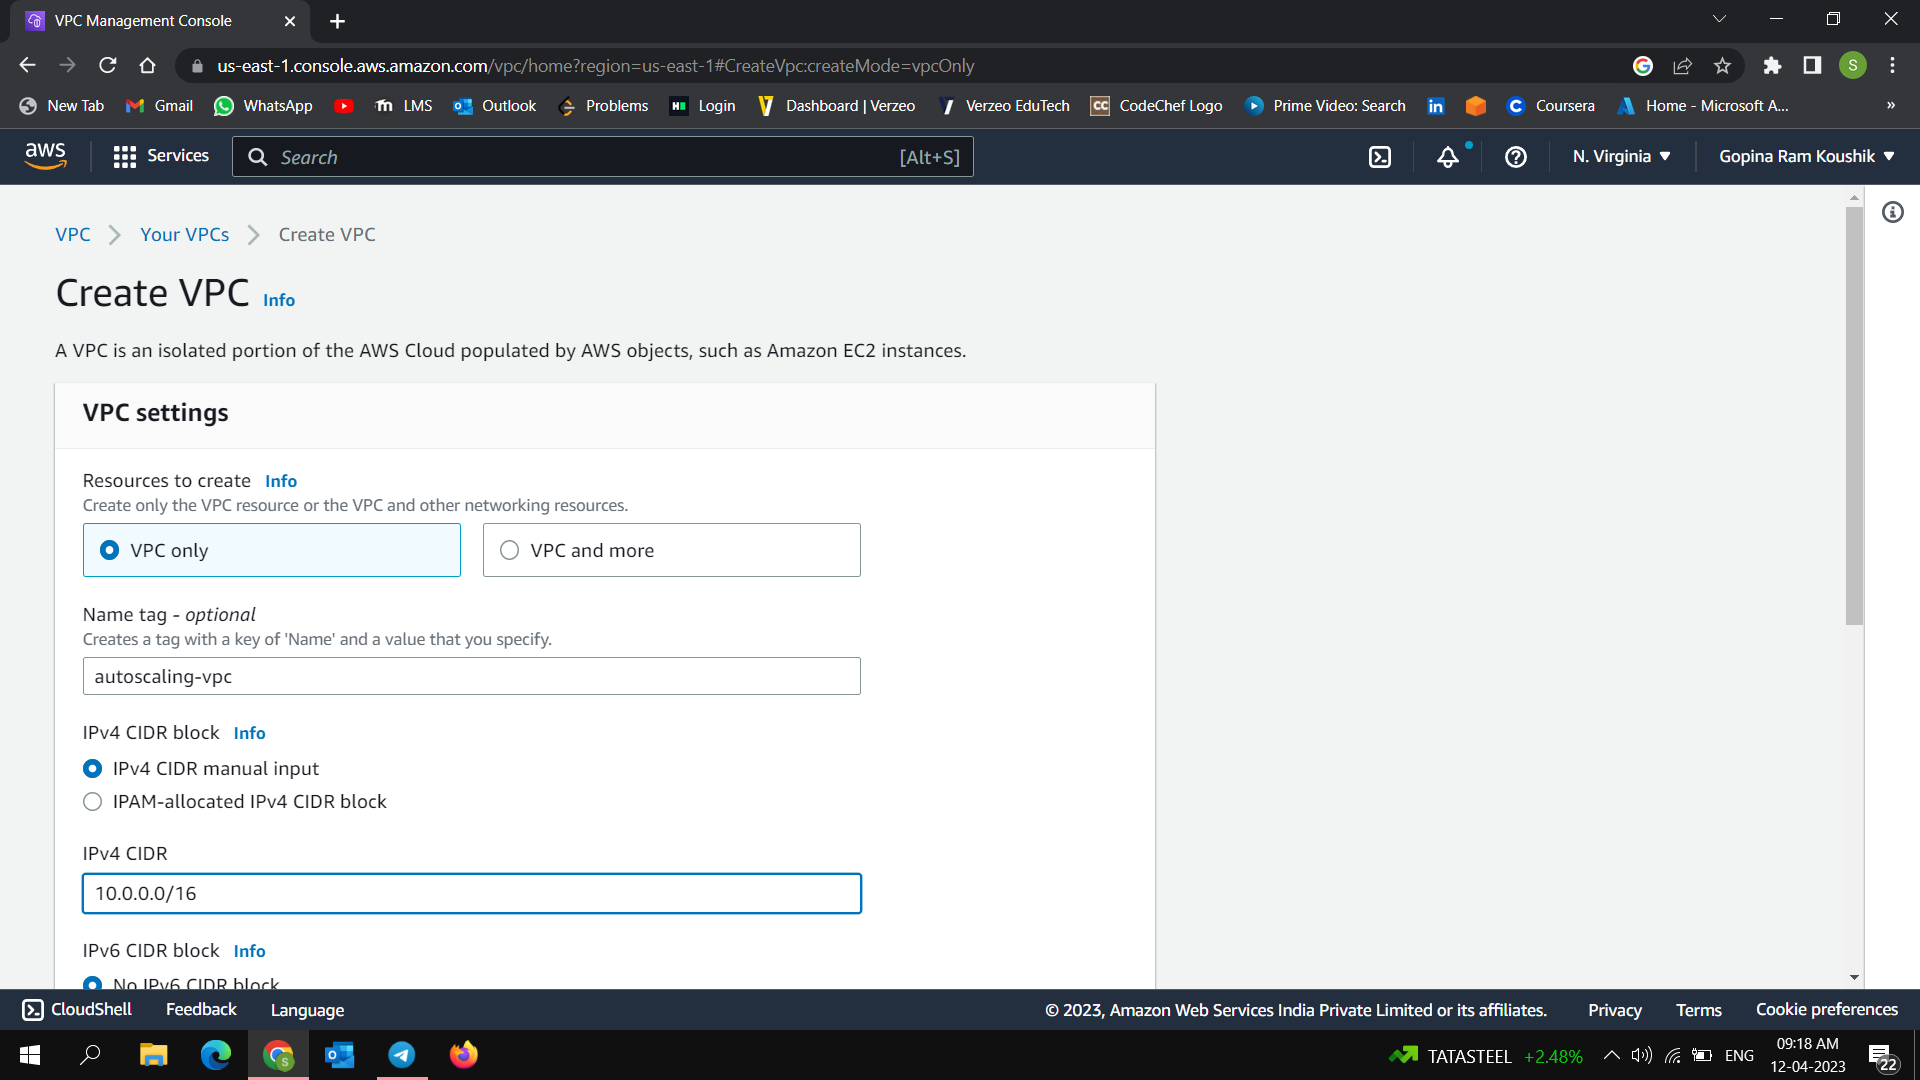 VPC Management Console
us-east-1.console.aws.amazon.com/vpc/home?region=us-east-1#CreateVpc:createMode=vpcOnly
S
New Tab Gmail WhatsApp LMS Outlook Problems Login Dashboard | Verzeo Verzeo EduTech CodeChef Logo Prime Video: Search Coursera Home - Microsoft A... »
aws Services Search [Alt+S] N. Virginia Gopina Ram Koushik
VPC Your VPCs Create VPC
Create VPC Info
A VPC is an isolated portion of the AWS Cloud populated by AWS objects, such as Amazon EC2 instances.
VPC settings
Resources to create Info
Create only the VPC resource or the VPC and other networking resources.
VPC only VPC and more
Name tag - optional
Creates a tag with a key of 'Name' and a value that you specify.
autoscaling-vpc
IPv4 CIDR block Info
IPv4 CIDR manual input
IPAM-allocated IPv4 CIDR block
IPv4 CIDR
10.0.0.0/16
IPv6 CIDR block Info
No IPv6 CIDR block
CloudShell Feedback Language © 2023, Amazon Web Services India Private Limited or its affiliates. Privacy Terms Cookie preferences
TATASTEEL +2.48% ENG 09:18 AM
12-04-2023 22